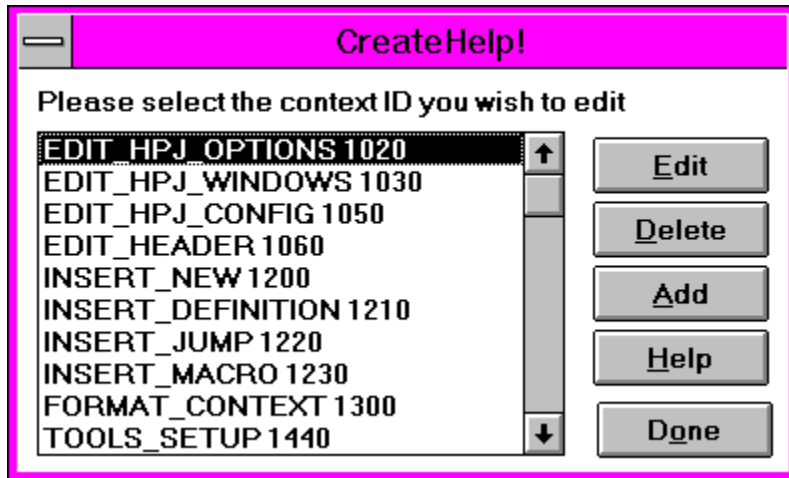 CreateHelp!
Please select the context ID you wish to edit
EDIT_HPJ_OPTIONS 1020
EDIT_HPJ_WINDOWS 1030
EDIT_HPJ_CONFIG 1050
EDIT_HEADER 1060
INSERT_NEW 1200
INSERT_DEFINITION 1210
INSERT_JUMP 1220
INSERT_MACRO 1230
FORMAT_CONTEXT 1300
TOOLS_SETUP 1440
Edit
Delete
Add
Help
Done